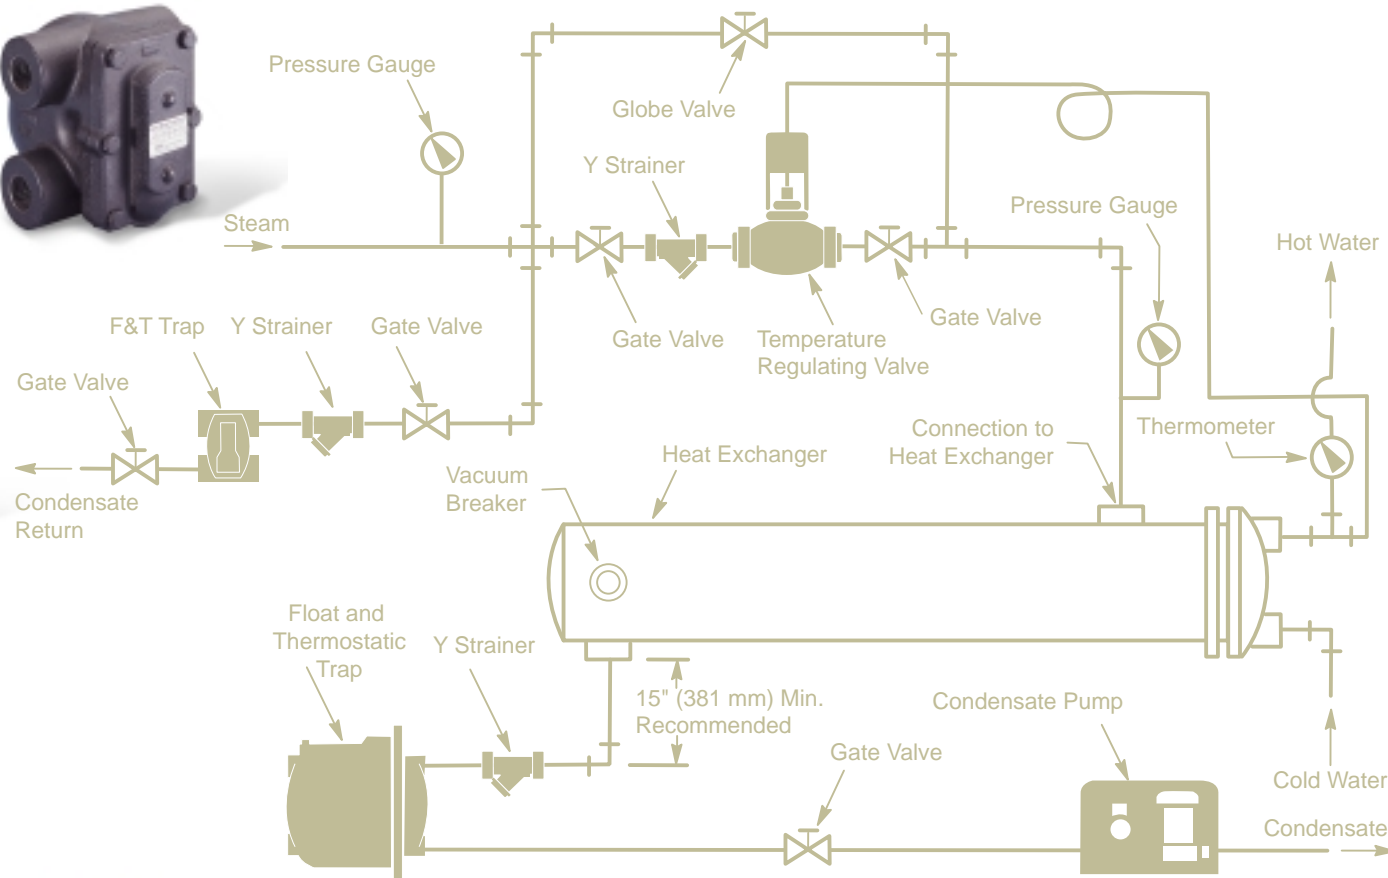 Pressure Gauge
Globe Valve
Y Strainer
Steam
Pressure Gauge
Hot Water
F&T Trap
Y Strainer
Gate Valve
Gate Valve
Temperature
Regulating Valve
Gate Valve
Gate Valve
Condensate
Return
Vacuum
Breaker
Heat Exchanger
Connection to
Heat Exchanger
Thermometer
Float and
Thermostatic
Trap
Y Strainer
15" (381 mm) Min.
Recommended
Condensate Pump
Gate Valve
Cold Water
Condensate